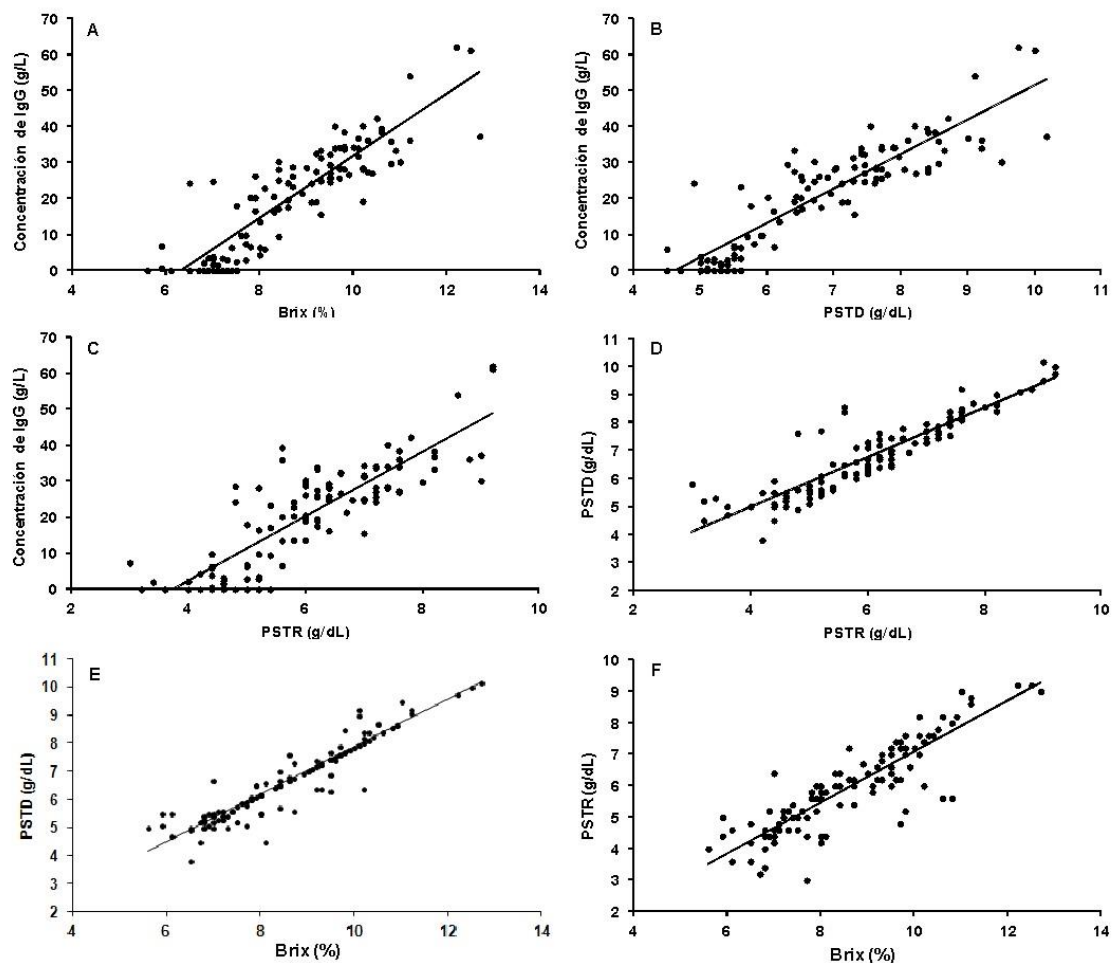 A
Concentración de IgG (g/L)
70
60
50
40
30
20
10
0
4 6 8 10 12 14
Brix (%)
B
Concentración de IgG (g/L)
70
60
50
40
30
20
10
0
4 5 6 7 8 9 10 11
PSTD (g/dL)
C
Concentración de IgG (g/L)
70
60
50
40
30
20
10
0
2 4 6 8 10
PSTR (g/dL)
D
PSTD (g/dL)
11
10
9
8
7
6
5
4
3
2
2 4 6 8 10
PSTR (g/dL)
E
PSTD (g/dL)
11
10
9
8
7
6
5
4
3
2
4 6 8 10 12 14
Brix (%)
F
PSTR (g/dL)
10
9
8
7
6
5
4
3
2
4 6 8 10 12 14
Brix (%)